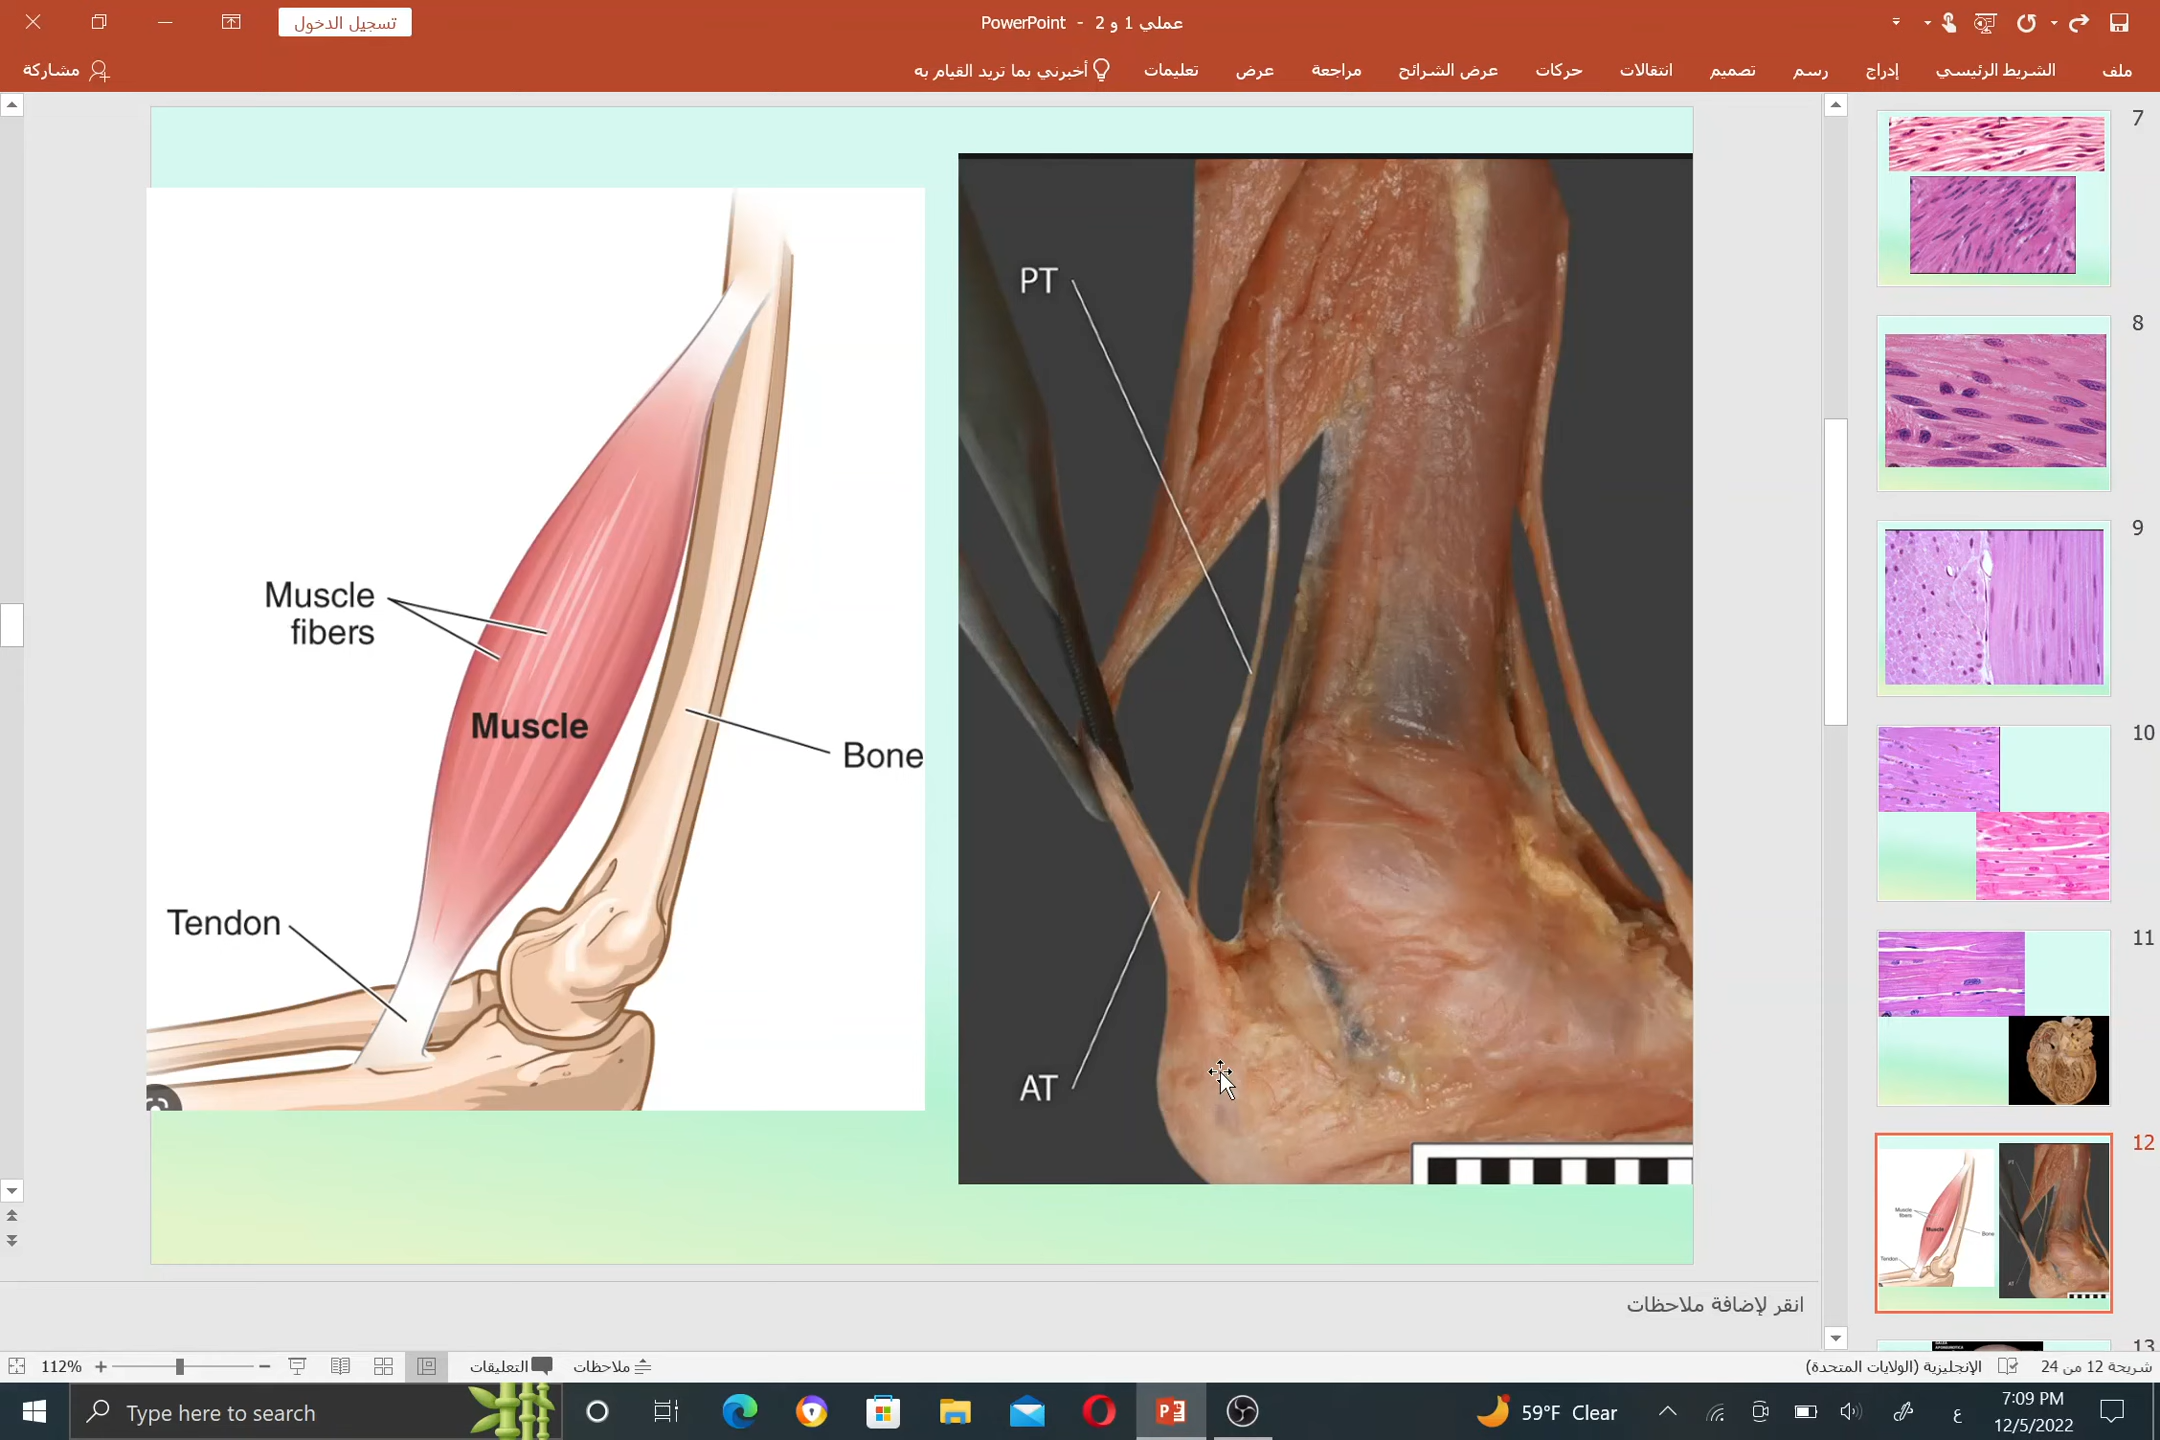 تسجيل الدخول
عملي 1 و 2 - PowerPoint
ملف
الشريط الرئيسي
إدراج
رسم
تصميم
انتقالات
حركات
عرض الشرائح
مراجعة
عرض
تعليمات
أخبرني بما تريد القيام به
مشاركة
Muscle
fibers
Muscle
Bone
Tendon
PT
AT
7
8
9
10
11
12
13
انقر لإضافة ملاحظات
شريحة 12 من 24
الإنجليزية (الولايات المتحدة)
ملاحظات
التعليقات
112%
Type here to search
59°F Clear
ع
7:09 PM
12/5/2022